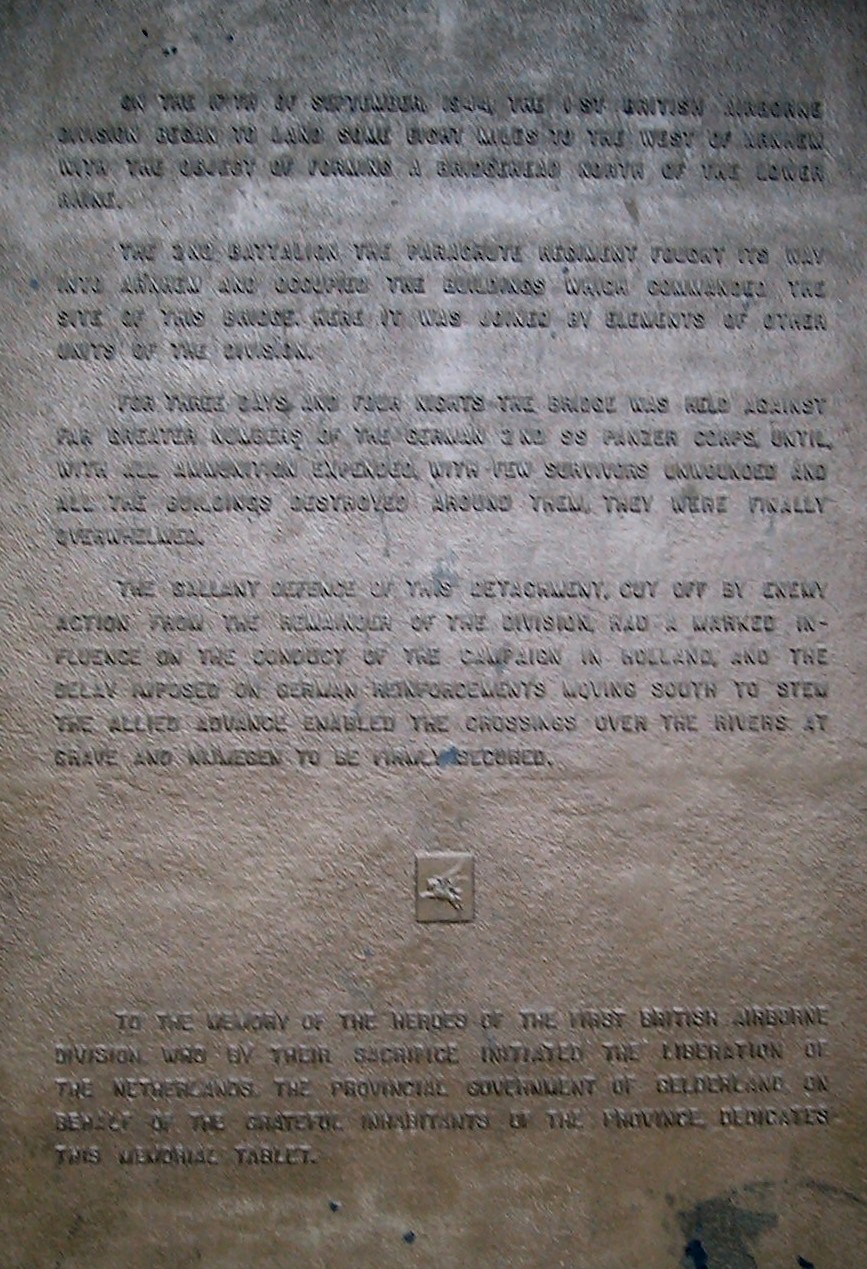 ON THE 17TH OF SEPTEMBER, 1944, THE 1ST BRITISH AIRBORNE
DIVISION BEGAN TO LAND SOME EIGHT MILES TO THE WEST OF ARNHEM
WITH THE OBJECT OF FORMING A BRIDGEHEAD NORTH OF THE LOWER
RHINE.
THE 2ND BATTALION THE PARACHUTE REGIMENT FOUGHT ITS WAY
INTO ARNHEM AND OCCUPIED THE BUILDINGS WHICH COMMANDED THE
SITE OF THIS BRIDGE. HERE IT WAS JOINED BY ELEMENTS OF OTHER
UNITS OF THE DIVISION.
FOR THREE DAYS AND FOUR NIGHTS THE BRIDGE WAS HELD AGAINST
FAR GREATER NUMBERS OF THE GERMAN 2ND SS PANZER CORPS, UNTIL,
WITH ALL AMMUNITION EXPENDED, WITH FEW SURVIVORS UNWOUNDED AND
ALL THE BUILDINGS DESTROYED AROUND THEM, THEY WERE FINALLY
OVERWHELMED.
THE GALLANT DEFENCE OF THIS DETACHMENT, CUT OFF BY ENEMY
ACTION FROM THE REMAINDER OF THE DIVISION, HAD A MARKED IN-
FLUENCE ON THE CONDUCT OF THE CAMPAIGN IN HOLLAND, AND THE
DELAY IMPOSED ON GERMAN REINFORCEMENTS MOVING SOUTH TO STEM
THE ALLIED ADVANCE ENABLED THE CROSSINGS OVER THE RIVERS AT
GRAVE AND NIJMEGEN TO BE FIRMLY SECURED.
TO THE MEMORY OF THE HEROES OF THE FIRST BRITISH AIRBORNE
DIVISION WHO BY THEIR SACRIFICE INITIATED THE LIBERATION OF
THE NETHERLANDS, THE PROVINCIAL GOVERNMENT OF GELDERLAND, ON
BEHALF OF THE GRATEFUL INHABITANTS OF THE PROVINCE, DEDICATES
THIS MEMORIAL TABLET.